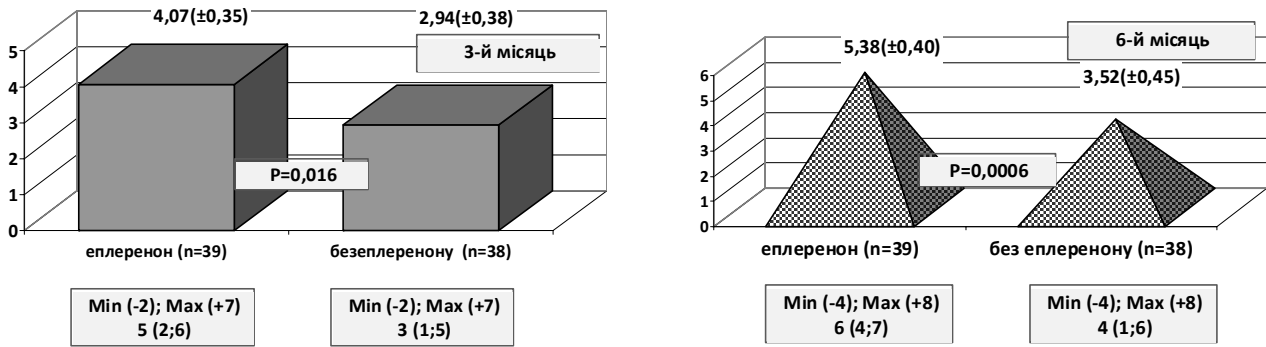 4,07(±0,35)
2,94(±0,38)
3-й місяць
5
4
3
2
1
0
P=0,016
еплеренон (n=39)
безеплеренону (n=38)
Min (-2); Max (+7)
5 (2;6)
Min (-2); Max (+7)
3 (1;5)
6-й місяць
5,38(±0,40)
3,52(±0,45)
6
5
4
3
2
1
0
P=0,0006
еплеренон (n=39)
без еплеренону (n=38)
Min (-4); Max (+8)
6 (4;7)
Min (-4); Max (+8)
4 (1;6)